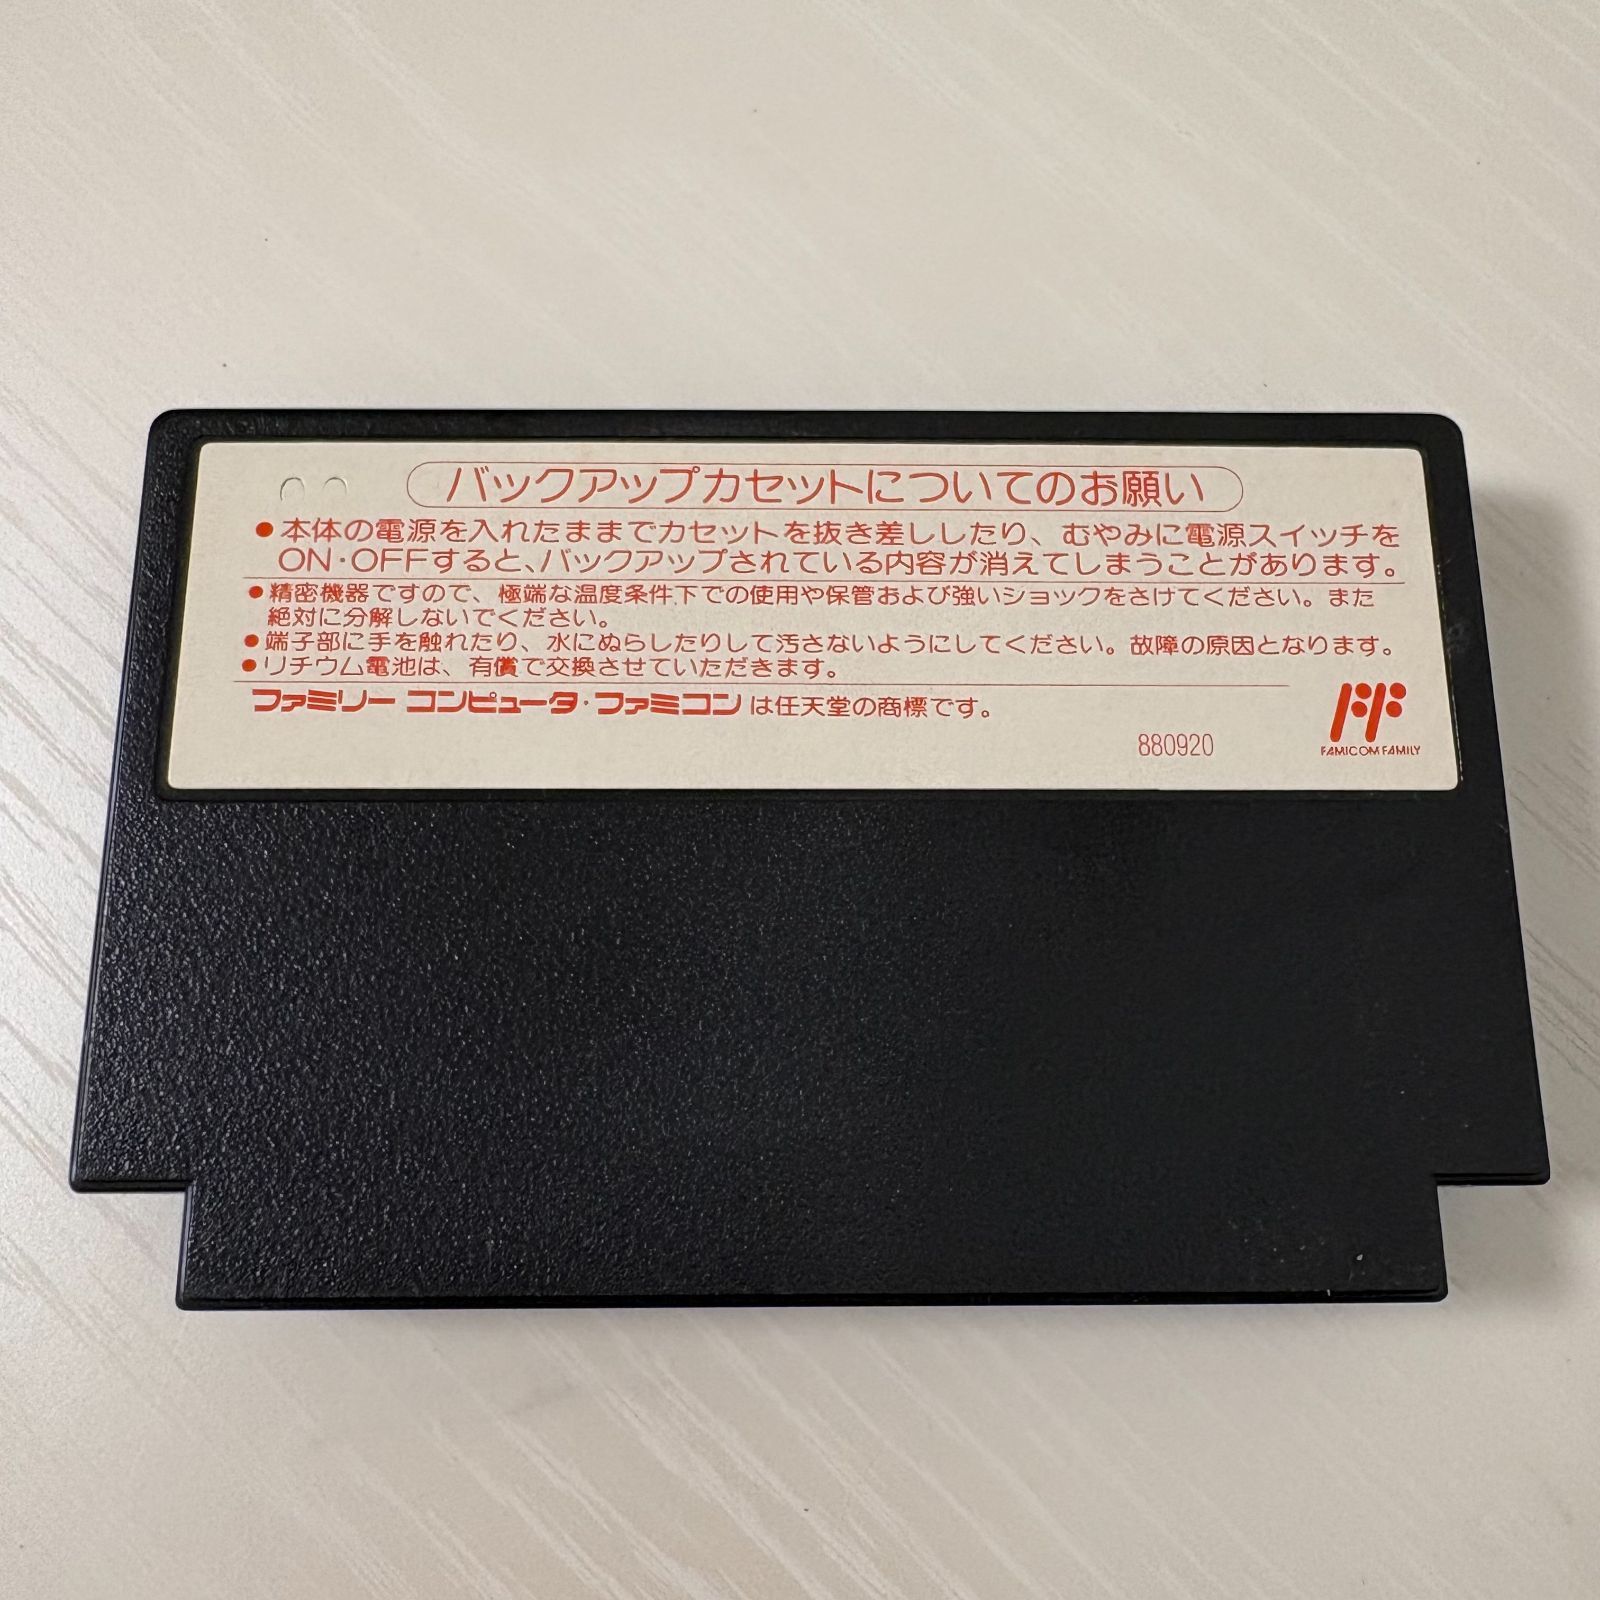 バックアップカセットについてのお願い
●本体の電源を入れたままでカセットを抜き差ししたり、むやみに電源スイッチを
ON・OFFすると、バックアップされている内容が消えてしまうことがあります。
●精密機器ですので、極端な温度条件下での使用や保管および強いショックをさけてください。また
絶対に分解しないでください。
●端子部に手を触れたり、水にぬらしたりして汚さないようにしてください。故障の原因となります。
●リチウム電池は、有償で交換させていただきます。
ファミリーコンピュータ・ファミコンは任天堂の商標です。
880920
FAMICOM FAMILY